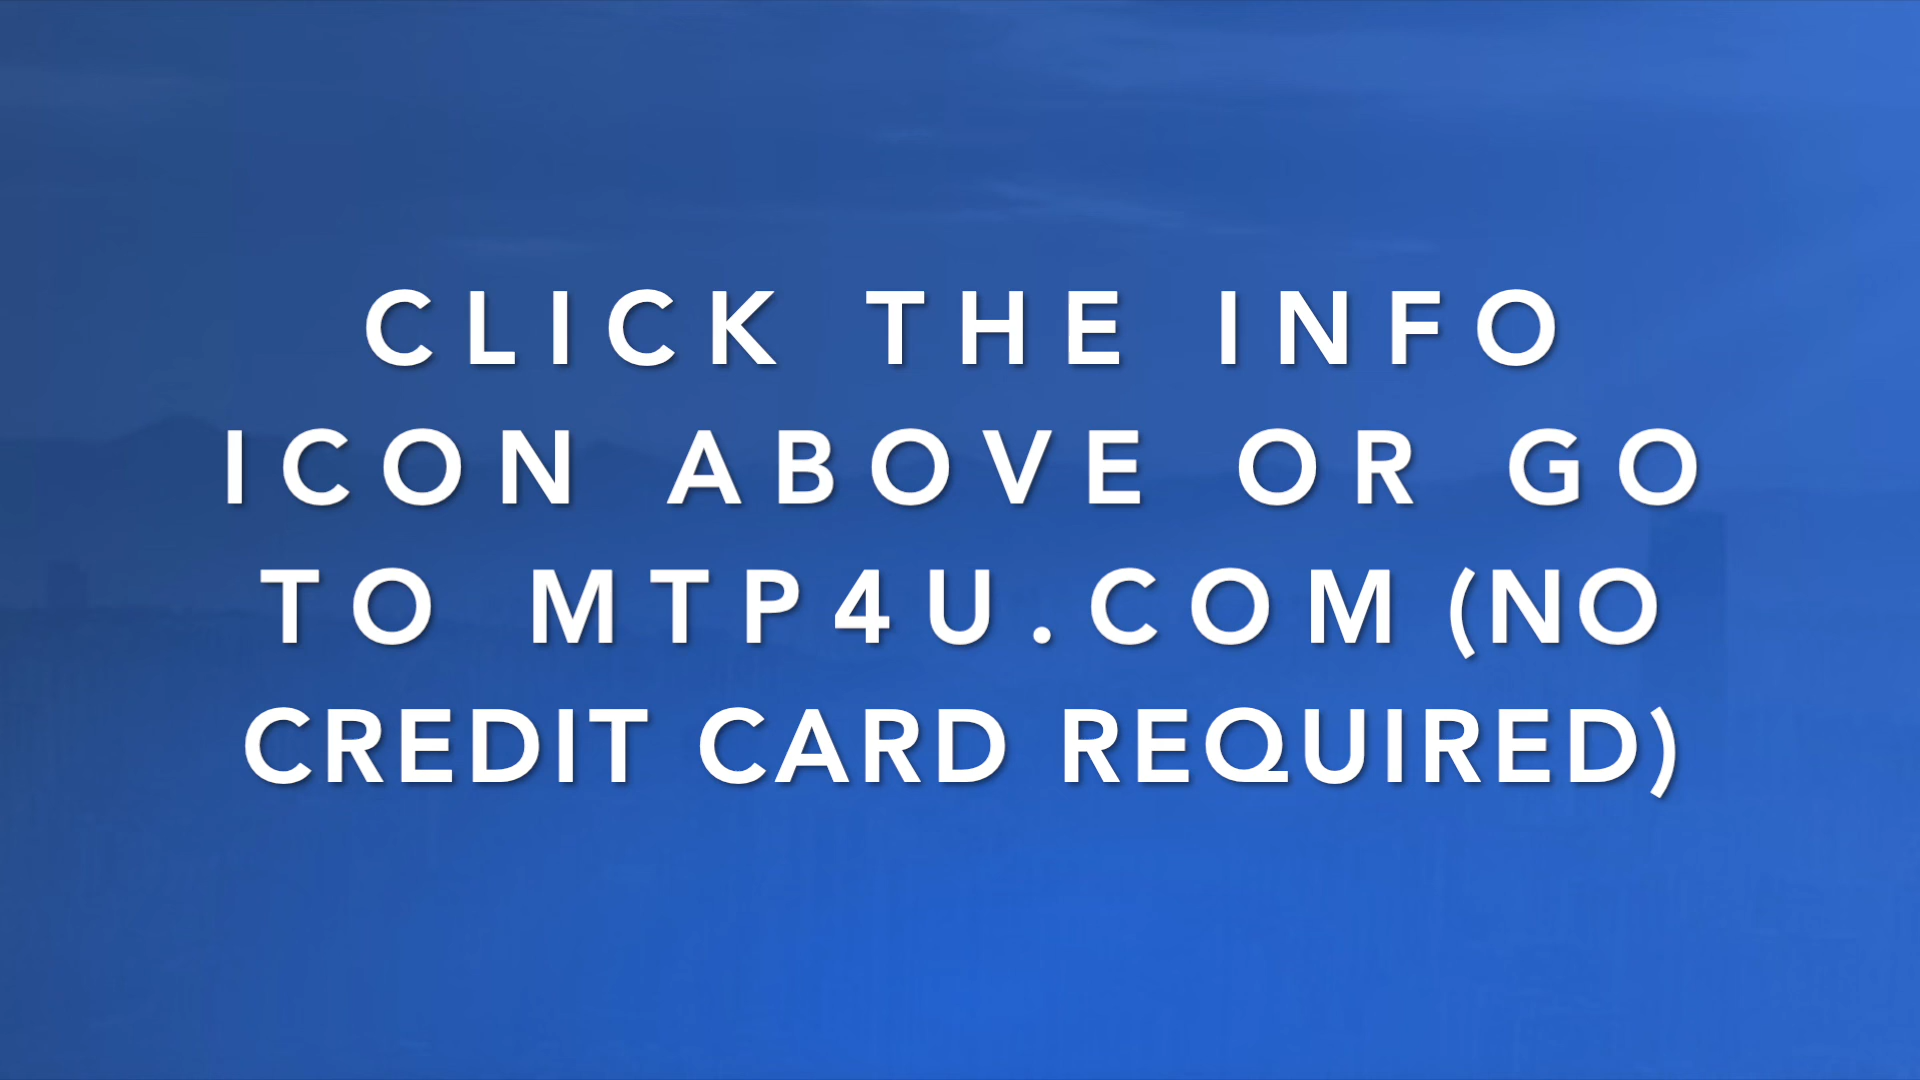 CLICK THE INFO
ICON ABOVE OR GO
TO MTP4U.COM (NO
CREDIT CARD REQUIRED)